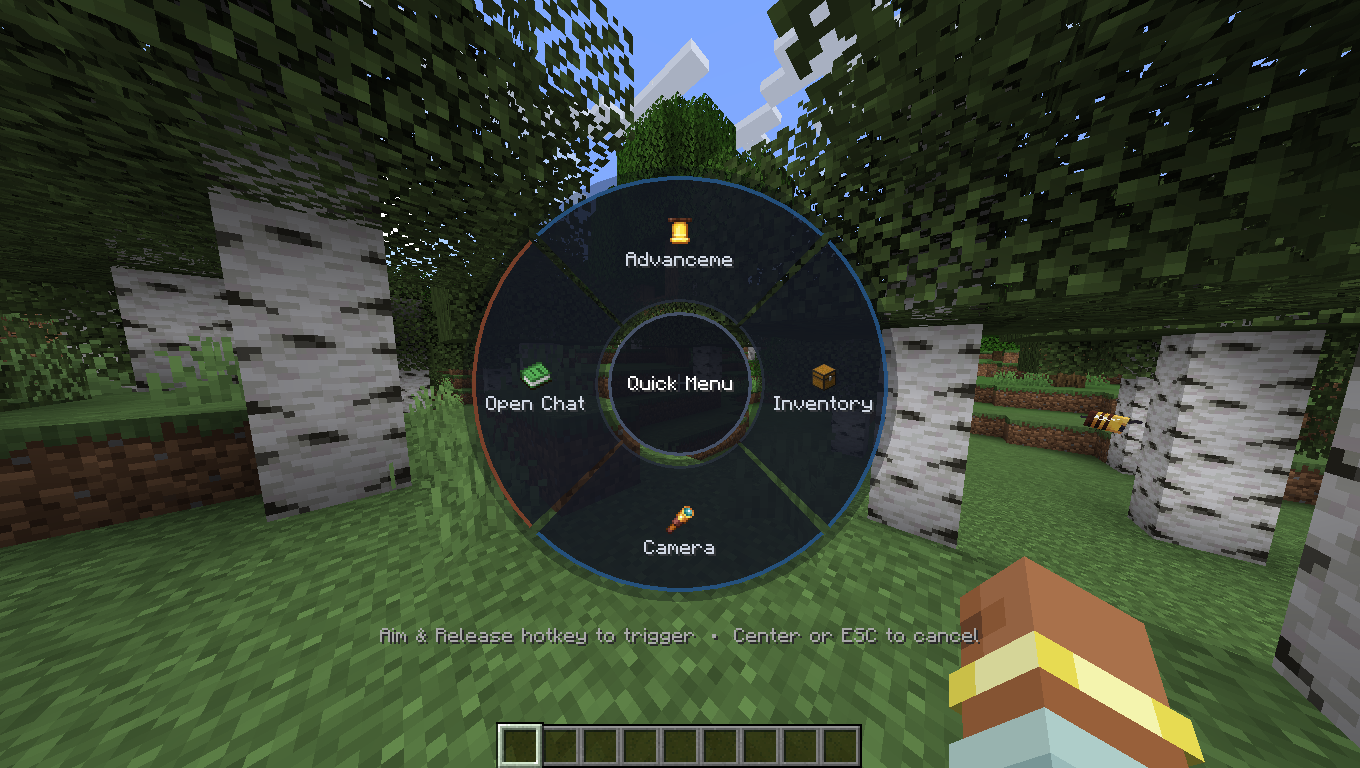 Advanceme
Open Chat
Quick Menu
Inventory
Camera
Aim & Release hotkey to trigger • Center or ESC to cancel